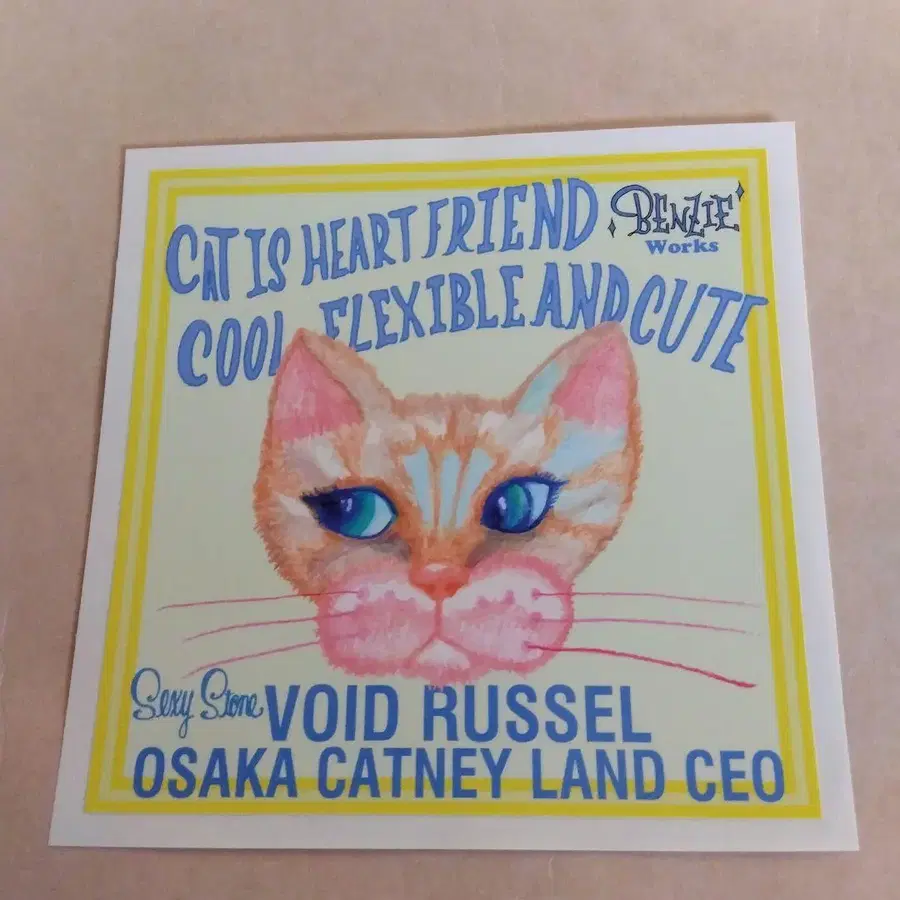 CAT IS HEART FRIEND
BENZIE
Works
COOL FLEXIBLE AND CUTE
Sexy Stone
VOID RUSSEL
OSAKA CATNEY LAND CEO